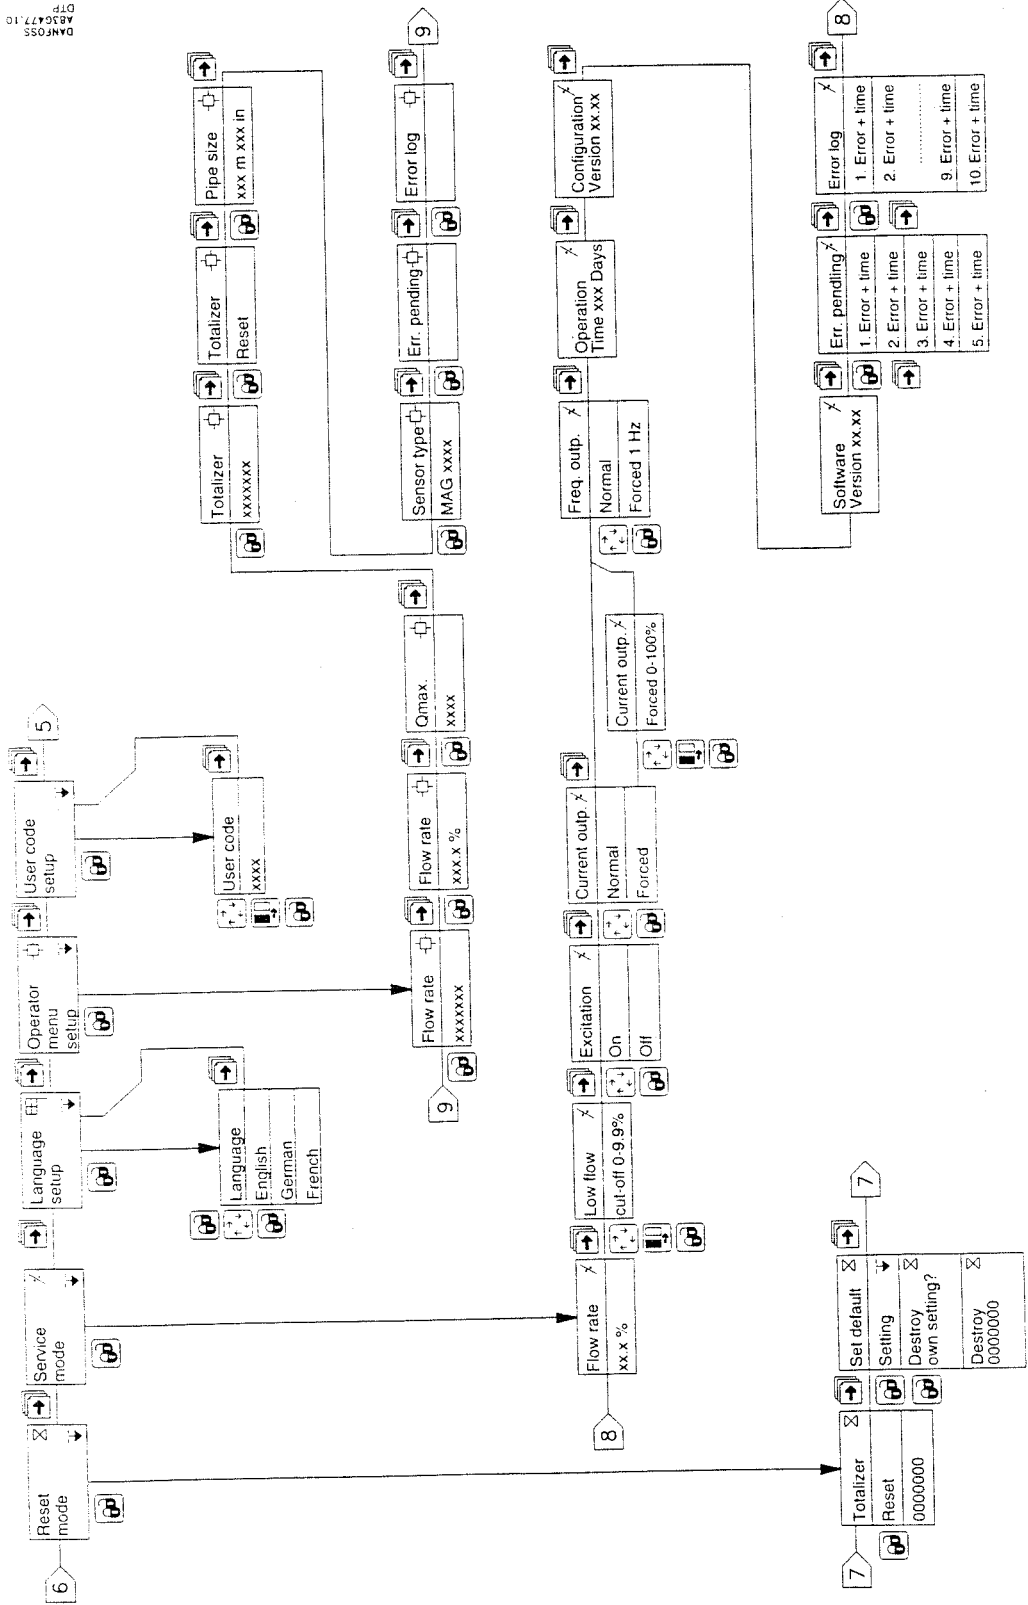 DANFOSS
A83G477.10
DTP
6
Reset
mode
Service
mode
Language
setup
Operator
menu
setup
User code
setup
5
Language
English
German
French
User code
xxxx
Totalizer
xxxxxxx
Totalizer
Reset
Pipe size
xxx m xxx in
9
Flow rate
xxxxxxx
Flow rate
xxx.x %
Qmax.
xxxx
Sensor type
MAG xxxx
Err. pending
Error log
9
8
Flow rate
xx.x %
Low flow
cut-off 0-9.9%
Excitation
On
Off
Current outp.
Normal
Forced
Current outp.
Forced 0-100%
Freq. outp.
Normal
Forced 1 Hz
Operation
Time xxx Days
Configuration
Version xx.xx
Software
Version xx.xx
Err. pendling
1. Error + time
2. Error + time
3. Error + time
4. Error + time
5. Error + time
Error log
1. Error + time
2. Error + time
....................
9. Error + time
10. Error + time
8
7
Totalizer
Reset
0000000
Set default
Setting
Destroy
own setting?
Destroy
0000000
7